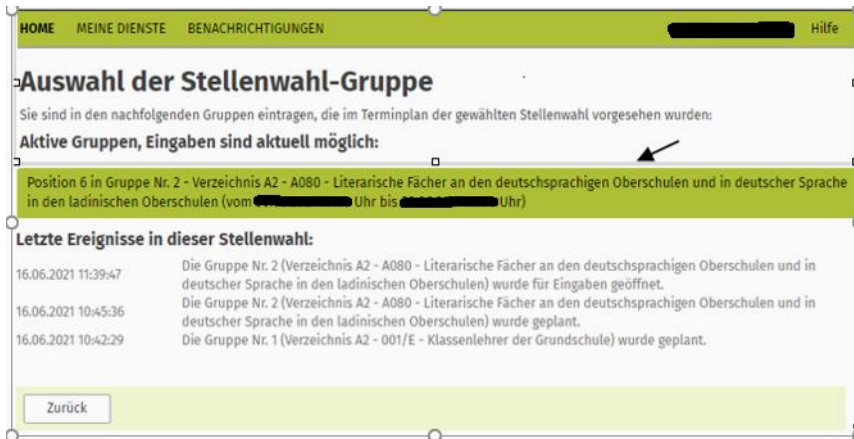 HOME MEINE DIENSTE BENACHRICHTIGUNGEN Hilfe
Auswahl der Stellenwahl-Gruppe
Sie sind in den nachfolgenden Gruppen eintragen, die im Terminplan der gewählten Stellenwahl vorgesehen wurden:
Aktive Gruppen, Eingaben sind aktuell möglich:
Position 6 in Gruppe Nr. 2 - Verzeichnis A2 - A080 - Literarische Fächer an den deutschsprachigen Oberschulen und in deutscher Sprache
in den ladinischen Oberschulen (vom Uhr bis Uhr)
Letzte Ereignisse in dieser Stellenwahl:
16.06.2021 11:39:47 Die Gruppe Nr. 2 (Verzeichnis A2 - A080 - Literarische Fächer an den deutschsprachigen Oberschulen und in
deutscher Sprache in den ladinischen Oberschulen) wurde für Eingaben geöffnet.
16.06.2021 10:45:36 Die Gruppe Nr. 2 (Verzeichnis A2 - A080 - Literarische Fächer an den deutschsprachigen Oberschulen und in
deutscher Sprache in den ladinischen Oberschulen) wurde geplant.
16.06.2021 10:42:29 Die Gruppe Nr. 1 (Verzeichnis A2 - 001/E - Klassenlehrer der Grundschule) wurde geplant.
Zurück